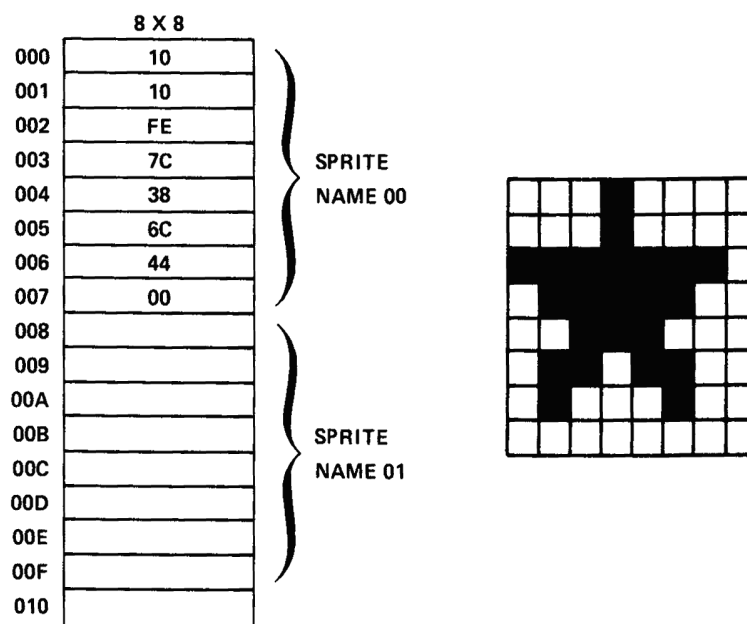 8 X 8
000 10
001 10
002 FE
003 7C
SPRITE
004 38
NAME 00
005 6C
006 44
007 00
008
009
00A
00B
SPRITE
00C
NAME 01
00D
00E
00F
010